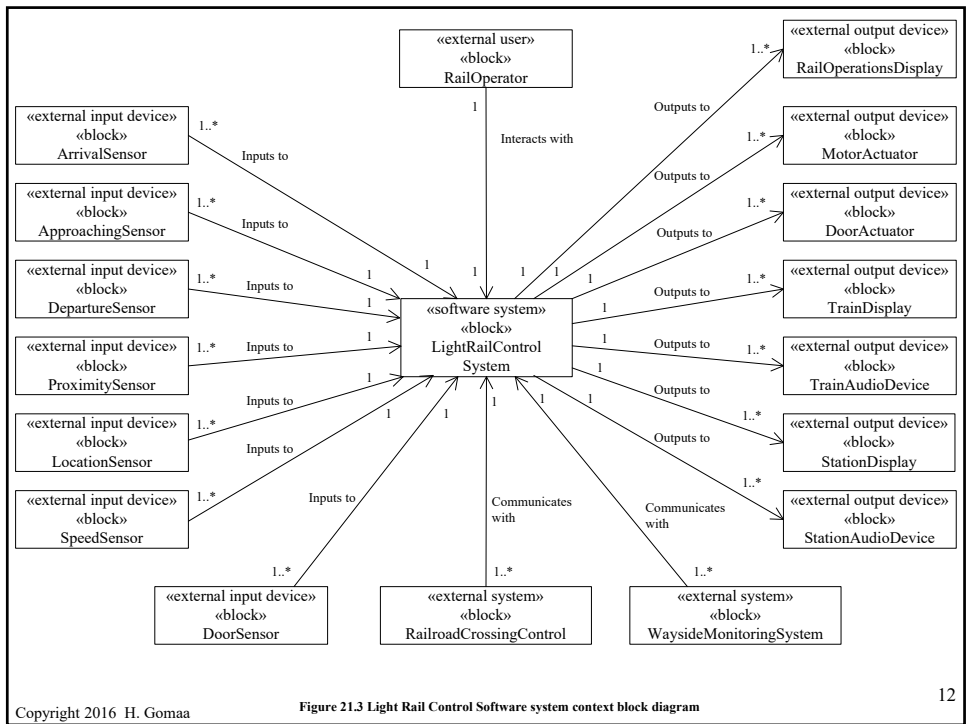 «external user»
«block»
RailOperator
1
Interacts with
1
«external output device»
«block»
RailOperationsDisplay
1..*
Outputs to
1
«external input device»
«block»
ArrivalSensor
1..*
Inputs to
1
«external output device»
«block»
MotorActuator
1..*
Outputs to
1
«external input device»
«block»
ApproachingSensor
1..*
Inputs to
1
«external output device»
«block»
DoorActuator
1..*
Outputs to
1
«external input device»
«block»
DepartureSensor
1..*
Inputs to
1
«software system»
«block»
LightRailControl
System
«external output device»
«block»
TrainDisplay
1..*
Outputs to
1
«external input device»
«block»
ProximitySensor
1..*
Inputs to
1
«external output device»
«block»
TrainAudioDevice
1..*
Outputs to
1
«external input device»
«block»
LocationSensor
1..*
Inputs to
1
«external output device»
«block»
StationDisplay
1..*
Outputs to
1
«external input device»
«block»
SpeedSensor
1..*
Inputs to
1
«external output device»
«block»
StationAudioDevice
1..*
Outputs to
1
«external input device»
«block»
DoorSensor
1..*
Inputs to
1
«external system»
«block»
RailroadCrossingControl
1..*
Communicates
with
1
«external system»
«block»
WaysideMonitoringSystem
1..*
Communicates
with
1
12
Copyright 2016 H. Gomaa
Figure 21.3 Light Rail Control Software system context block diagram